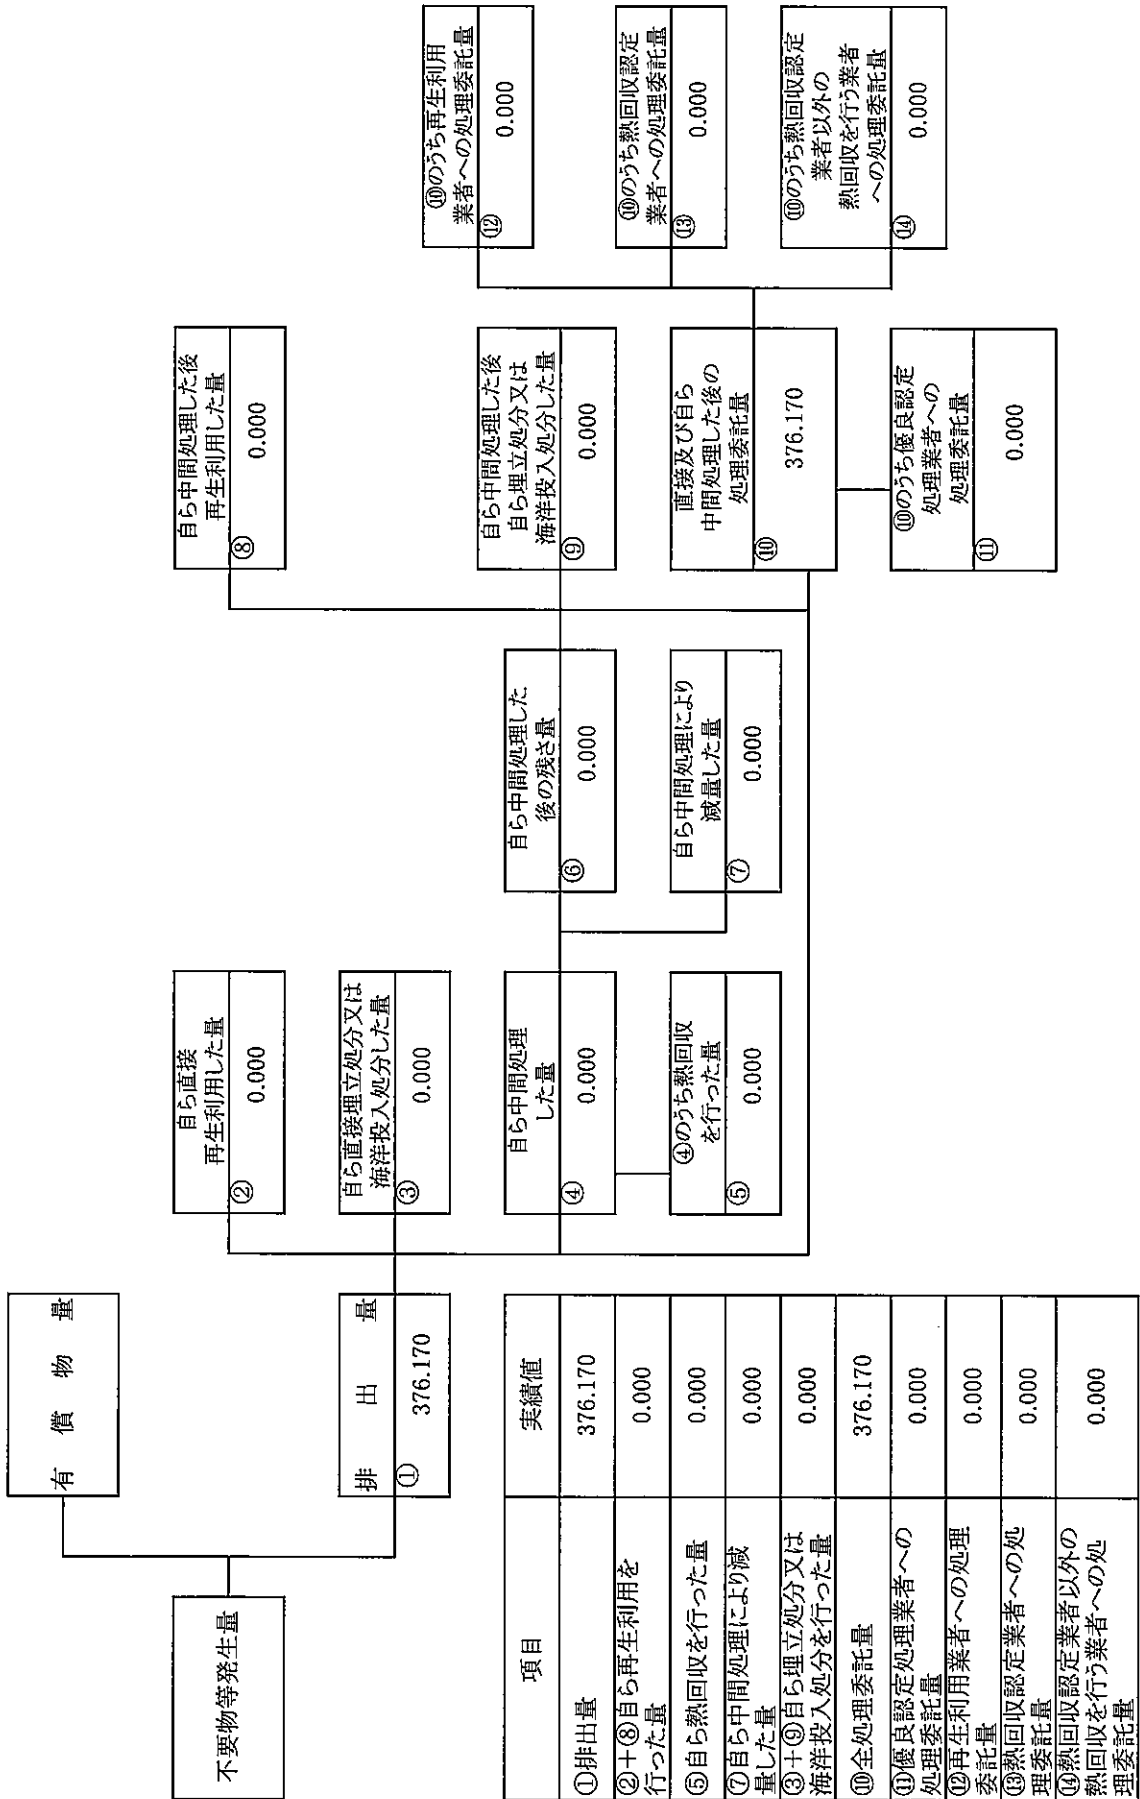 不要物等発生量
有償物量
排出量
①
376.170
自ら直接
再生利用した量
②
0.000
自ら直接埋立処分又は
海洋投入処分した量
③
0.000
自ら中間処理
した量
④
0.000
④のうち熱回収
を行った量
⑤
0.000
自ら中間処理した
後の残さ量
⑥
0.000
自ら中間処理により
減量した量
⑦
0.000
自ら中間処理した後
再生利用した量
⑧
0.000
自ら中間処理した後
自ら埋立処分又は
海洋投入処分した量
⑨
0.000
直接及び自ら
中間処理した後の
処理委託量
⑩
376.170
⑩のうち優良認定
処理業者への
処理委託量
⑪
0.000
⑩のうち再生利用
業者への処理委託量
⑫
0.000
⑩のうち熱回収認定
業者への処理委託量
⑬
0.000
⑩のうち熱回収認定
業者以外の
熱回収を行う業者
への処理委託量
⑭
0.000
項目 実績値
①排出量 376.170
②+⑧自ら再生利用を
行った量 0.000
⑤自ら熱回収を行った量 0.000
⑦自ら中間処理により減
量した量 0.000
③+⑨自ら埋立処分又は
海洋投入処分を行った量 0.000
⑩全処理委託量 376.170
⑪優良認定処理業者への
処理委託量 0.000
⑫再生利用業者への処理
委託量 0.000
⑬熱回収認定業者への処
理委託量 0.000
⑭熱回収認定業者以外の
熱回収を行う業者への処
理委託量 0.000